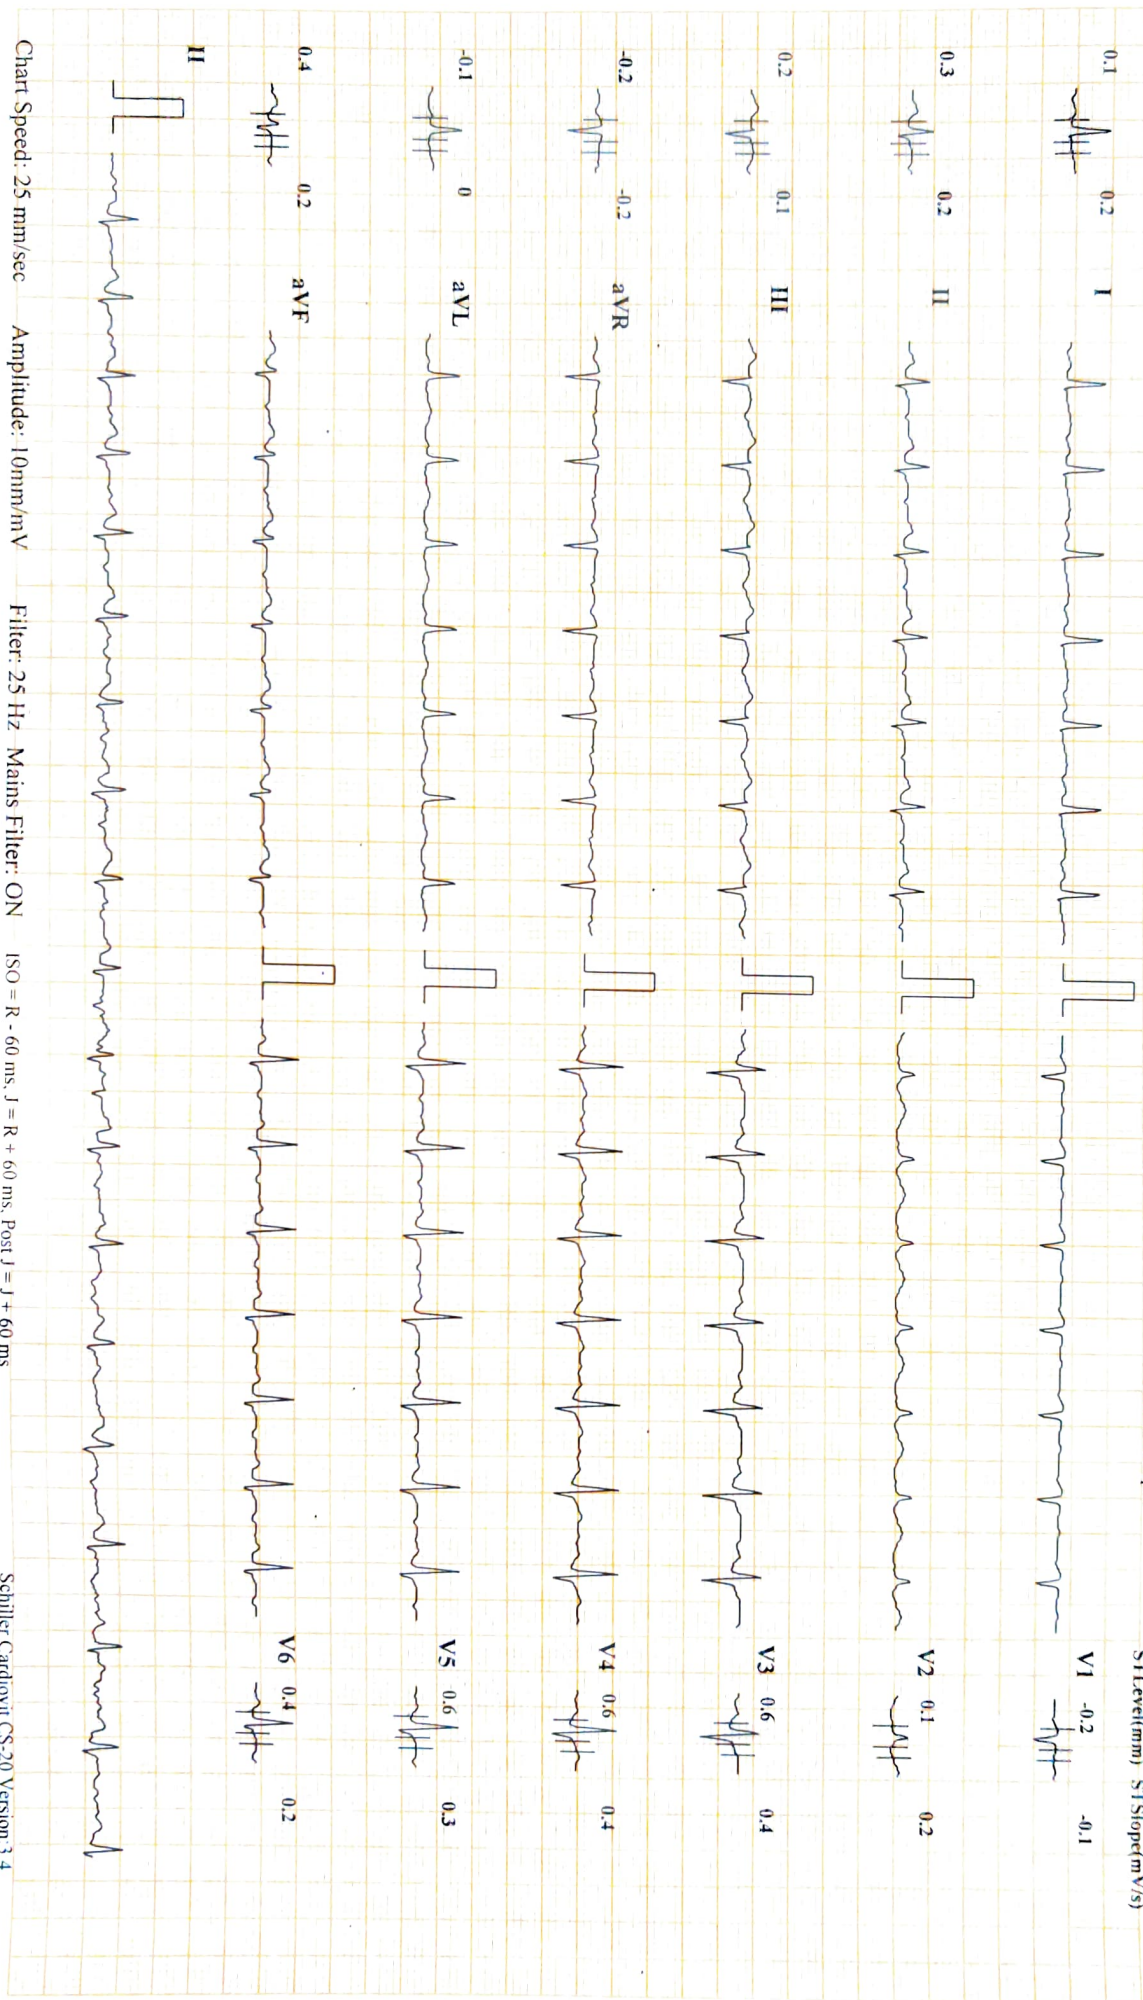 STLevel(mm) STSlope(mV/s)
0.1 0.2 I V1 -0.2 -0.1
0.3 0.2 II V2 0.1 0.2
0.2 0.1 III V3 0.6 0.4
-0.2 -0.2 aVR V4 0.6 0.4
-0.1 0 aVL V5 0.6 0.3
0.4 0.2 aVF V6 0.4 0.2
II
Chart Speed: 25 mm/sec Amplitude: 10mm/mV Filter: 25 Hz Mains Filter: ON ISO = R - 60 ms, J = R + 60 ms, Post J = J + 60 ms Schiller Cardiovit CS-20 Version:3.4